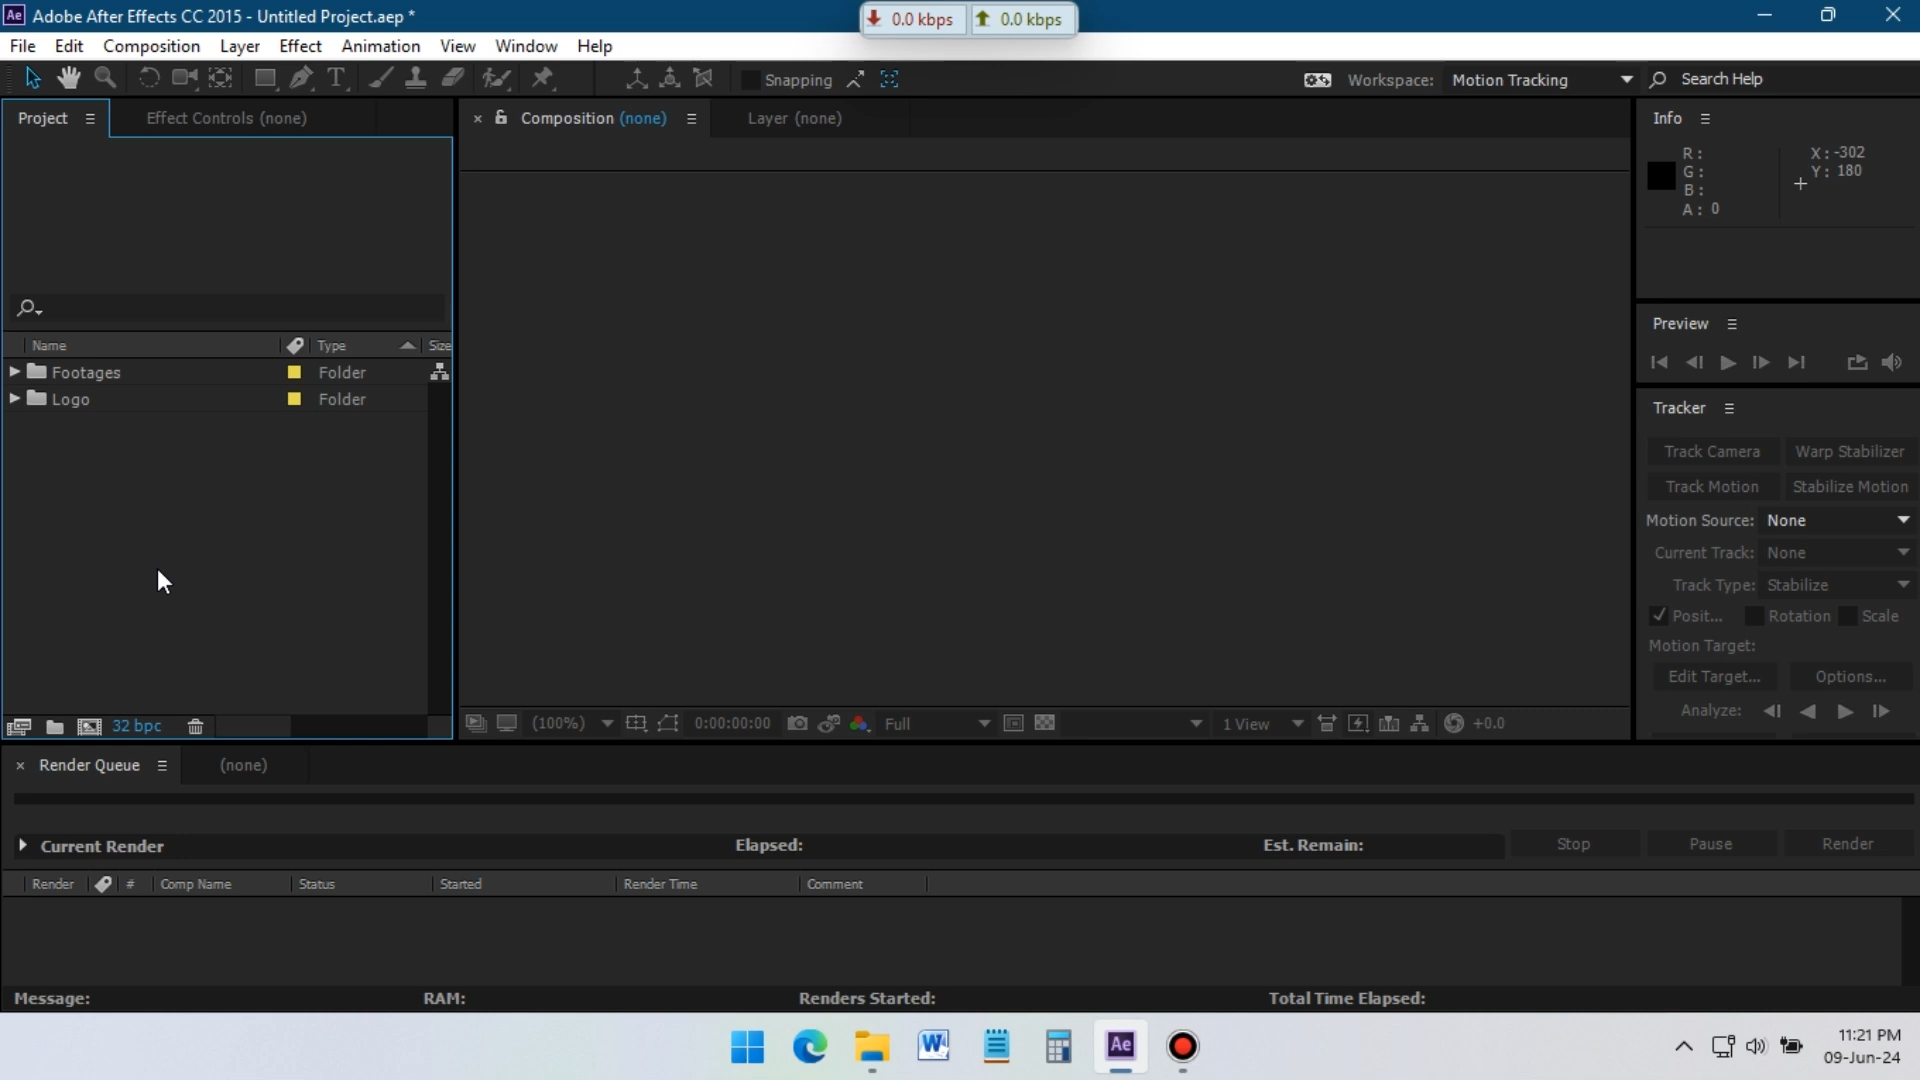 Adobe After Effects CC 2015 - Untitled Project.aep *
0.0 kbps 0.0 kbps
File Edit Composition Layer Effect Animation View Window Help
Snapping Workspace: Motion Tracking Search Help
Project Effect Controls (none) Composition (none) Layer (none) Info
R: X: -302
G: Y: 180
B:
A: 0
Preview
Name Type Size
Footages Folder
Logo Folder
Tracker
Track Camera Warp Stabilizer
Track Motion Stabilize Motion
Motion Source: None
Current Track: None
Track Type: Stabilize
Posit... Rotation Scale
Motion Target:
Edit Target... Options...
Analyze:
32 bpc (100%) 0:00:00:00 Full 1 View +0.0
Render Queue (none)
Current Render Elapsed: Est. Remain: Stop Pause Render
Render # Comp Name Status Started Render Time Comment
Message: RAM: Renders Started: Total Time Elapsed:
11:21 PM
09-Jun-24